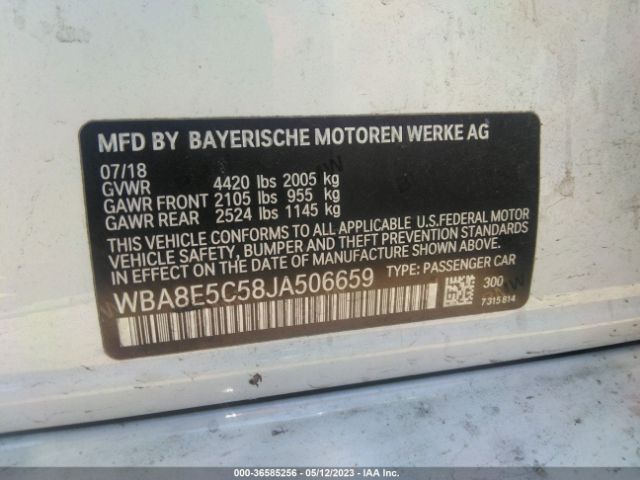 MFD BY BAYERISCHE MOTOREN WERKE AG
07/18
GVWR 4420 lbs 2005 kg
GAWR FRONT 2105 lbs 955 kg
GAWR REAR 2524 lbs 1145 kg
THIS VEHICLE CONFORMS TO ALL APPLICABLE U.S.FEDERAL MOTOR
VEHICLE SAFETY, BUMPER AND THEFT PREVENTION STANDARDS
IN EFFECT ON THE DATE OF MANUFACTURE SHOWN ABOVE.
WBA8E5C58JA506659 TYPE: PASSENGER CAR
300
7315814
000-36585256 - 05/12/2023 - IAA Inc.